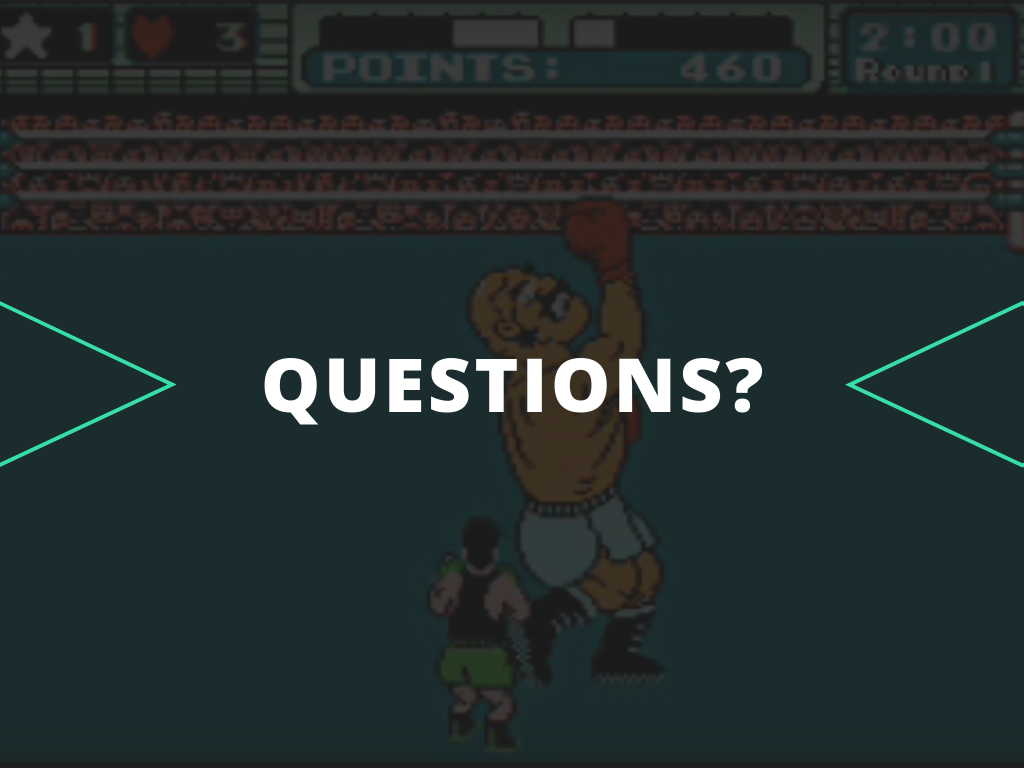 1 3 2:00
POINTS: 460 Round 1
QUESTIONS?